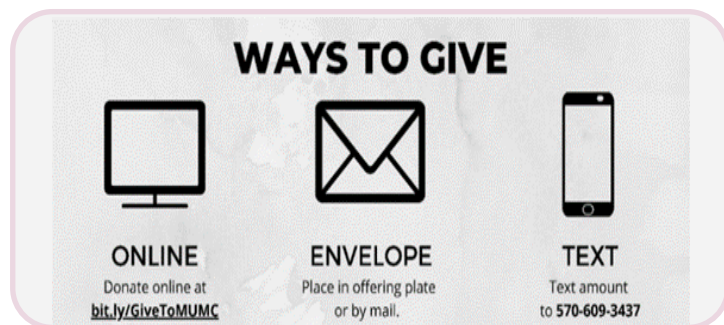 WAYS TO GIVE
ONLINE
Donate online at
bit.ly/GiveToMUMC
ENVELOPE
Place in offering plate
or by mail.
TEXT
Text amount
to 570-609-3437